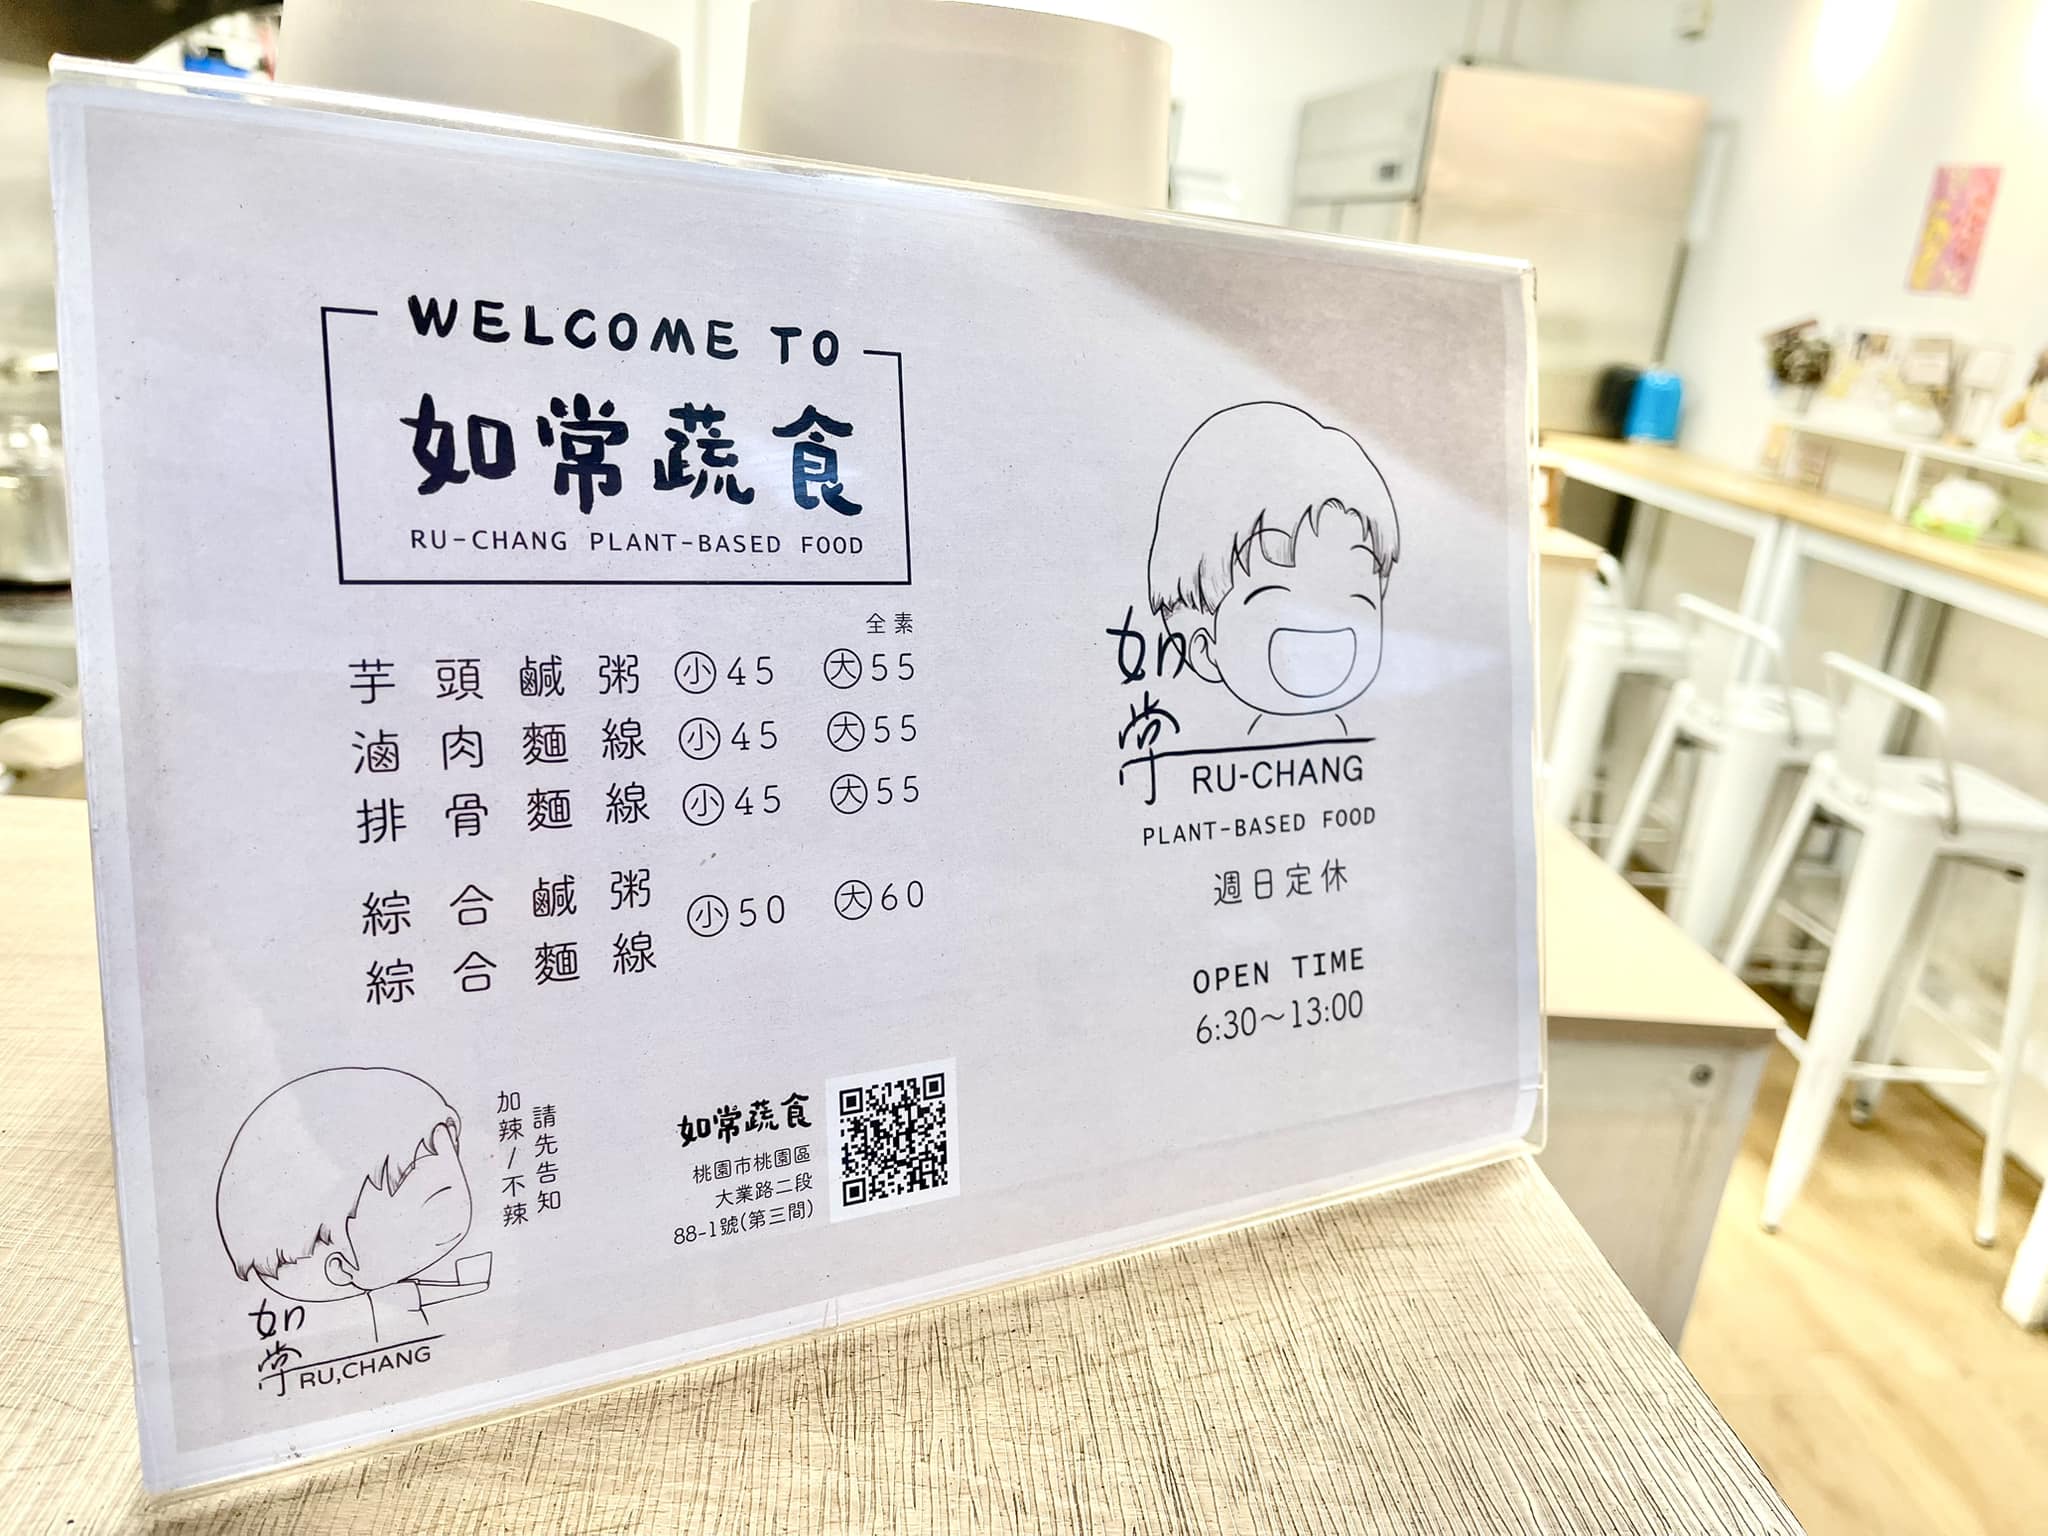 WELCOME TO
如常蔬食
RU-CHANG PLANT-BASED FOOD
全素
芋頭鹹粥 小45 大55
滷肉麵線 小45 大55
排骨麵線 小45 大55
綜合鹹粥
綜合麵線 小50 大60
請先告知
加辣/不辣
如常
RU,CHANG
如常蔬食
桃園市桃園區
大業路二段
88-1號(第三間)
如常
RU-CHANG
PLANT-BASED FOOD
週日定休
OPEN TIME
6:30~13:00